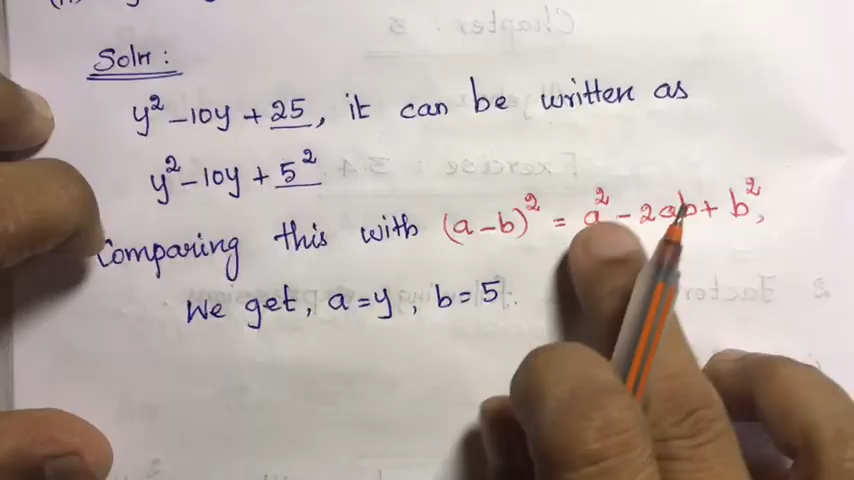 Soln:
y² - 10y + 25, it can be written as
y² - 10y + 5²
Comparing this with (a - b)² = a² - 2ab + b²,
We get, a = y, b = 5.